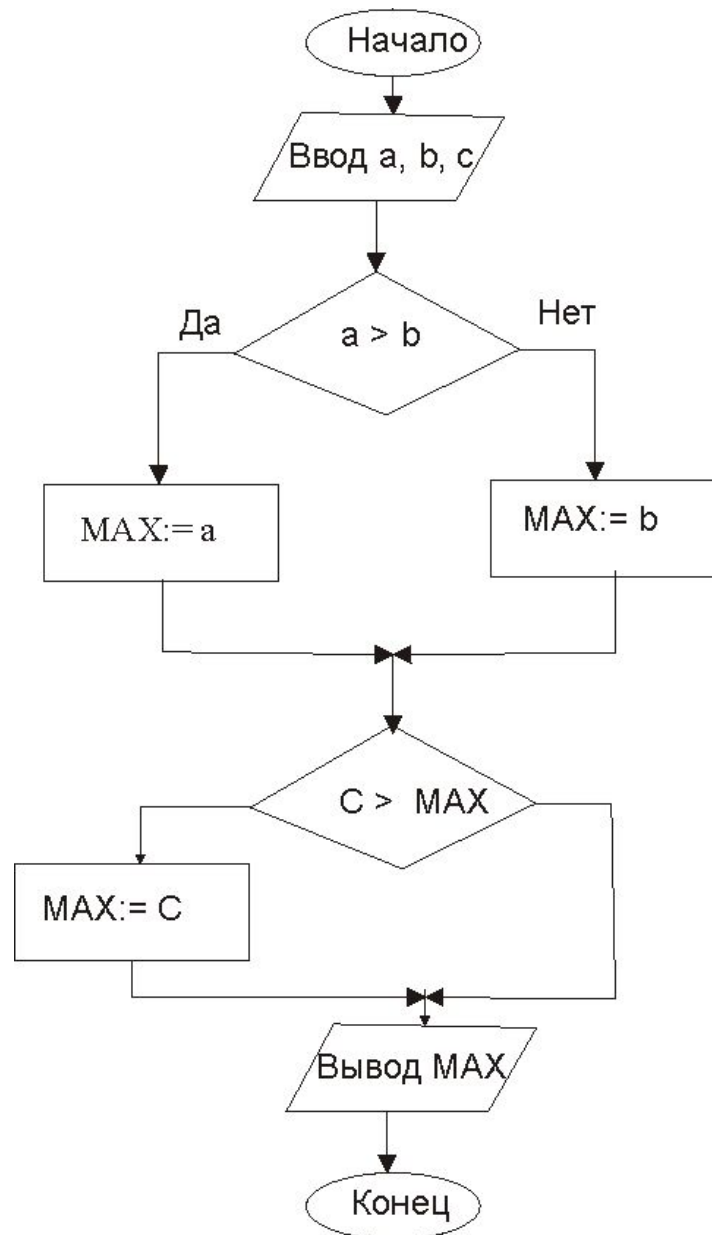 Начало
Ввод a, b, c
Да
Нет
a > b
MAX:= a
MAX:= b
C > MAX
MAX:= C
Вывод MAX
Конец